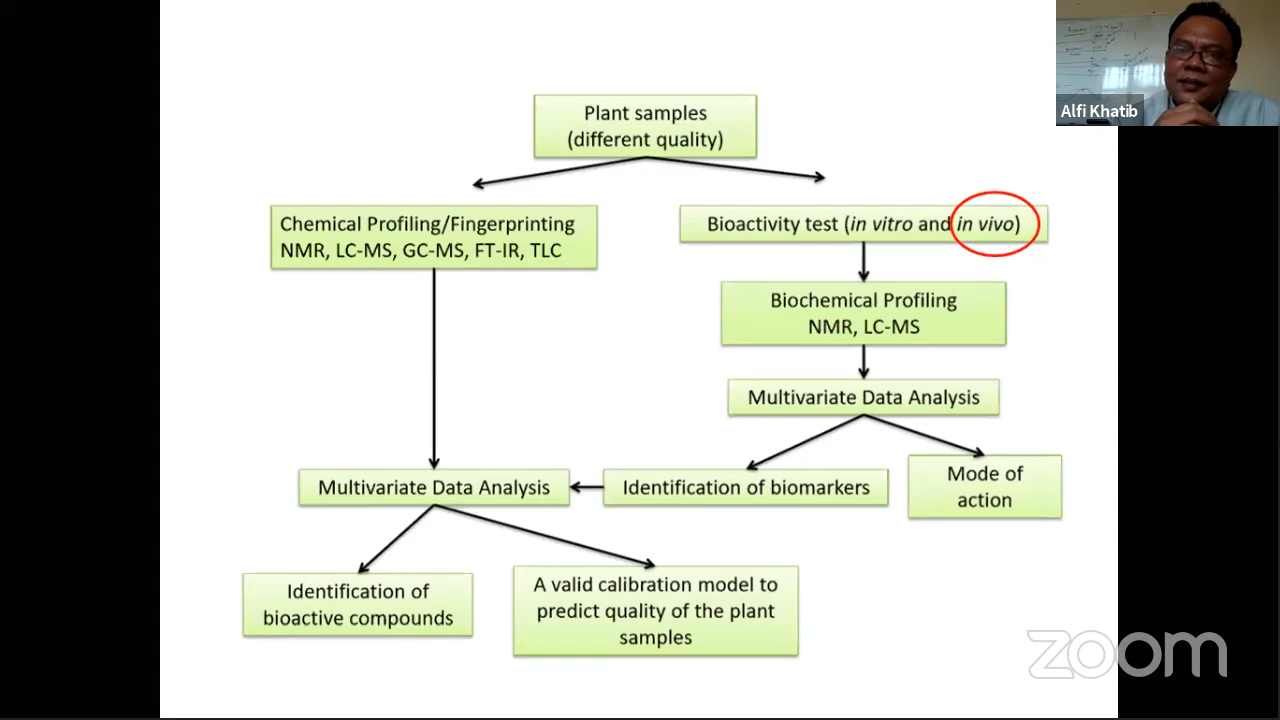 Alfi Khatib
Plant samples
(different quality)
Chemical Profiling/Fingerprinting
NMR, LC-MS, GC-MS, FT-IR, TLC
Bioactivity test (in vitro and in vivo)
Biochemical Profiling
NMR, LC-MS
Multivariate Data Analysis
Mode of
action
Multivariate Data Analysis
Identification of biomarkers
Identification of
bioactive compounds
A valid calibration model to
predict quality of the plant
samples
zoom